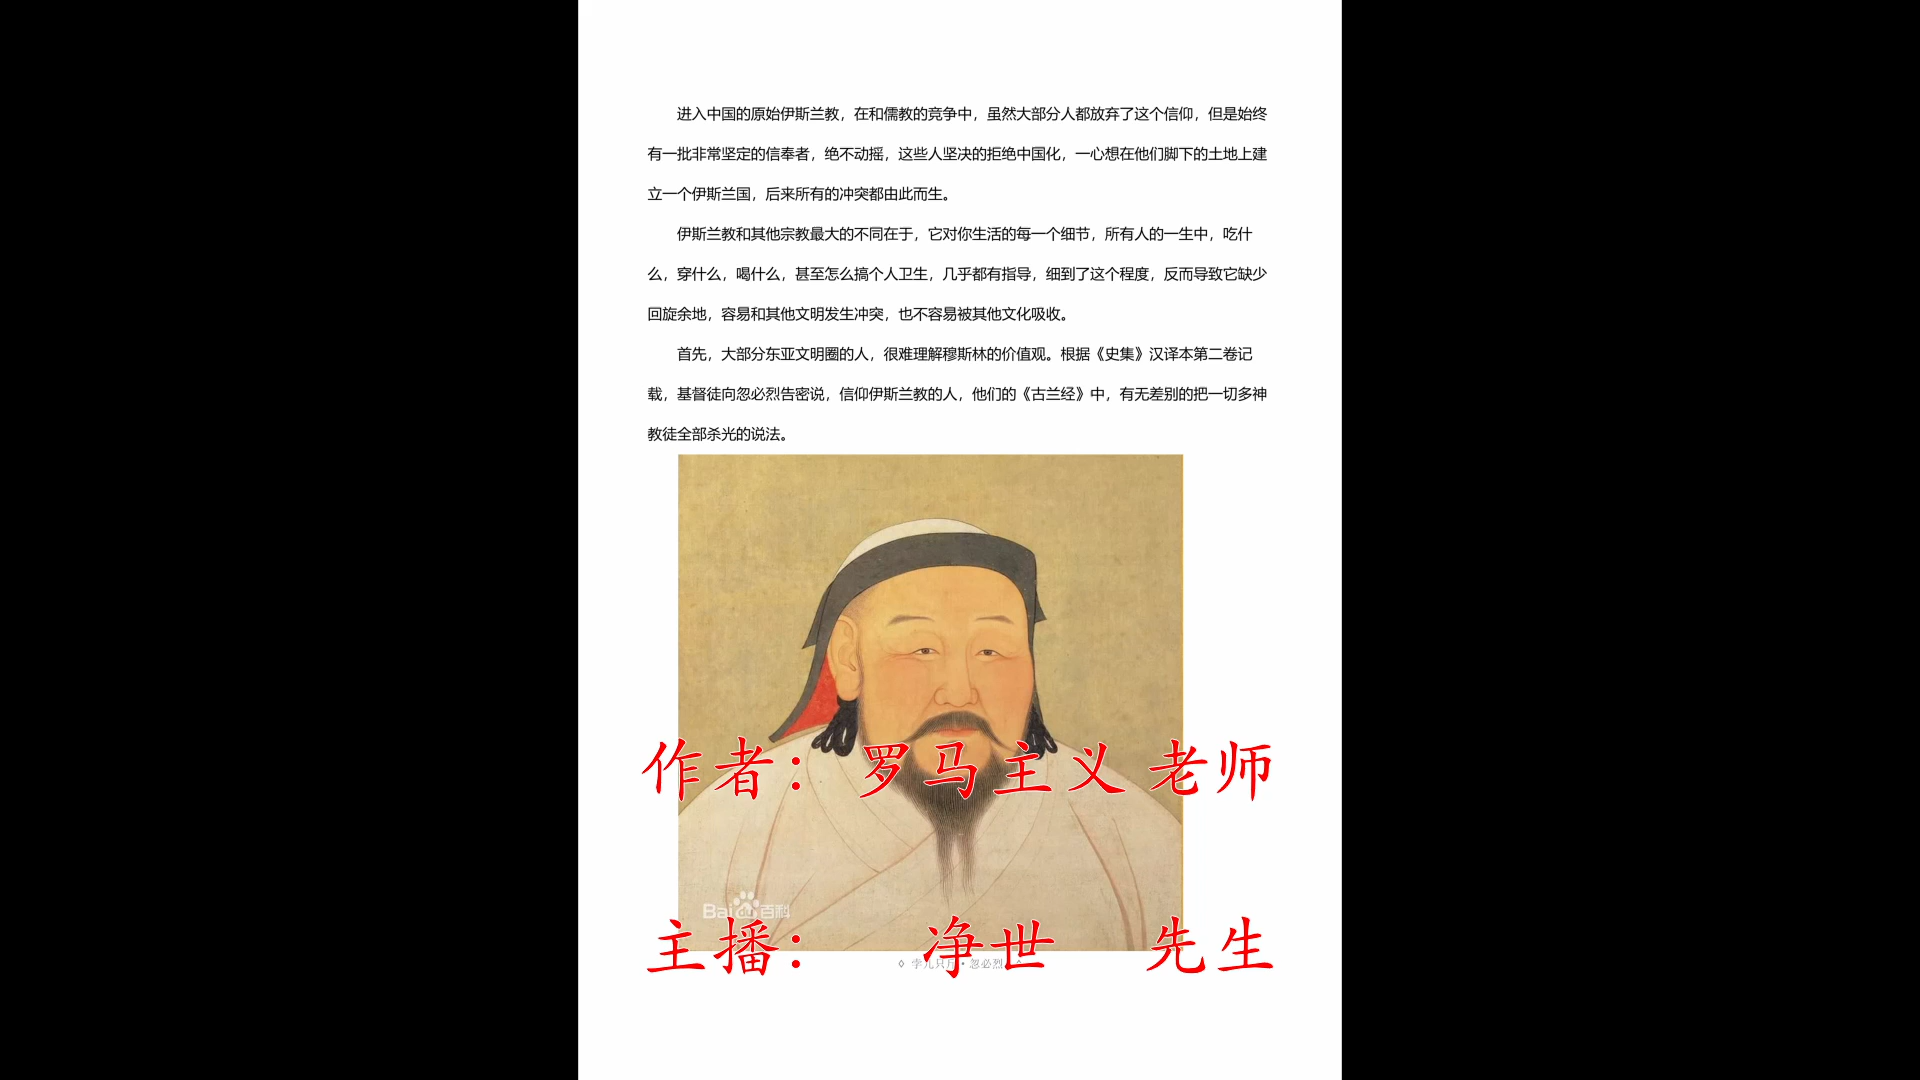 进入中国的原始伊斯兰教，在和儒教的竞争中，虽然大部分人都放弃了这个信仰，但是始终
有一批非常坚定的信奉者，绝不动摇，这些人坚决的拒绝中国化，一心想在他们脚下的土地上建
立一个伊斯兰国，后来所有的冲突都由此而生。
伊斯兰教和其他宗教最大的不同在于，它对你生活的每一个细节，所有人的一生中，吃什
么，穿什么，喝什么，甚至怎么搞个人卫生，几乎都有指导，细到了这个程度，反而导致它缺少
回旋余地，容易和其他文明发生冲突，也不容易被其他文化吸收。
首先，大部分东亚文明圈的人，很难理解穆斯林的价值观。根据《史集》汉译本第二卷记
载，基督徒向忽必烈告密说，信仰伊斯兰教的人，他们的《古兰经》中，有无差别的把一切多神
教徒全部杀光的说法。
作者：罗马主义 老师
Bai du 百科
主播： 净世 先生
孛儿只斤·忽必烈